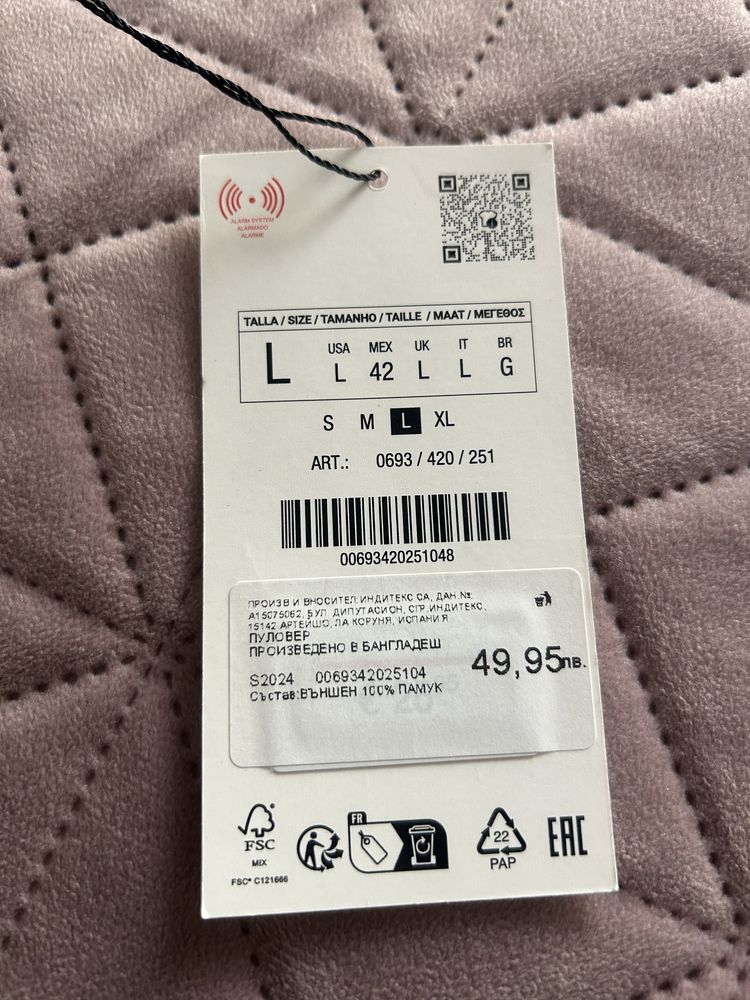 ALARM SYSTEM
ALARMADO
ALARME
TALLA / SIZE / TAMANHO / TAILLE / MAAT / ΜΕΓΕΘΟΣ
L
USA MEX UK IT BR
L 42 L L G
S M L XL
ART.: 0693 / 420 / 251
00693420251048
ПРОИЗВ И ВНОСИТЕЛ:ИНДИТЕКС СА, ДАН.№:
A15075062, БУЛ. ДИПУТАСИОН, СГР.ИНДИТЕКС,
15142 АРТЕЙШО, ЛА КОРУНЯ, ИСПАНИЯ
ПУЛОВЕР
ПРОИЗВЕДЕНО В БАНГЛАДЕШ
49,95лв.
S2024 0069342025104
Състав:ВЪНШЕН 100% ПАМУК
FSC
MIX
FSC® C121666
FR
22
PAP
EAC